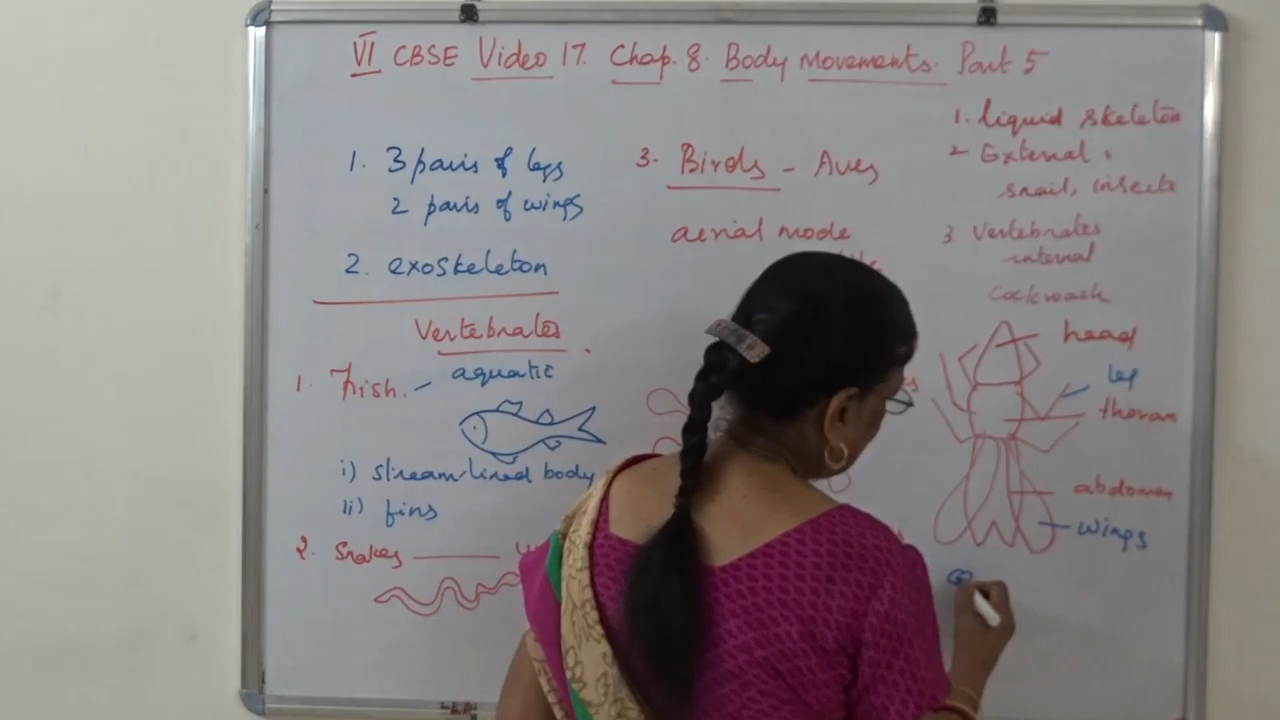 VI CBSE Video 17. Chap. 8. Body Movements. Part 5
1. 3 pairs of legs
2 pairs of wings
2. exoskeleton
Vertebrates
1. Fish. - aquatic
i) streamlined body
ii) fins
2. Snakes
3. Birds - Aves
aerial mode
1. liquid skeleton
2 External
snail, insects
3 Vertebrates
internal
Cockroach
head
leg
thorax
abdomen
wings